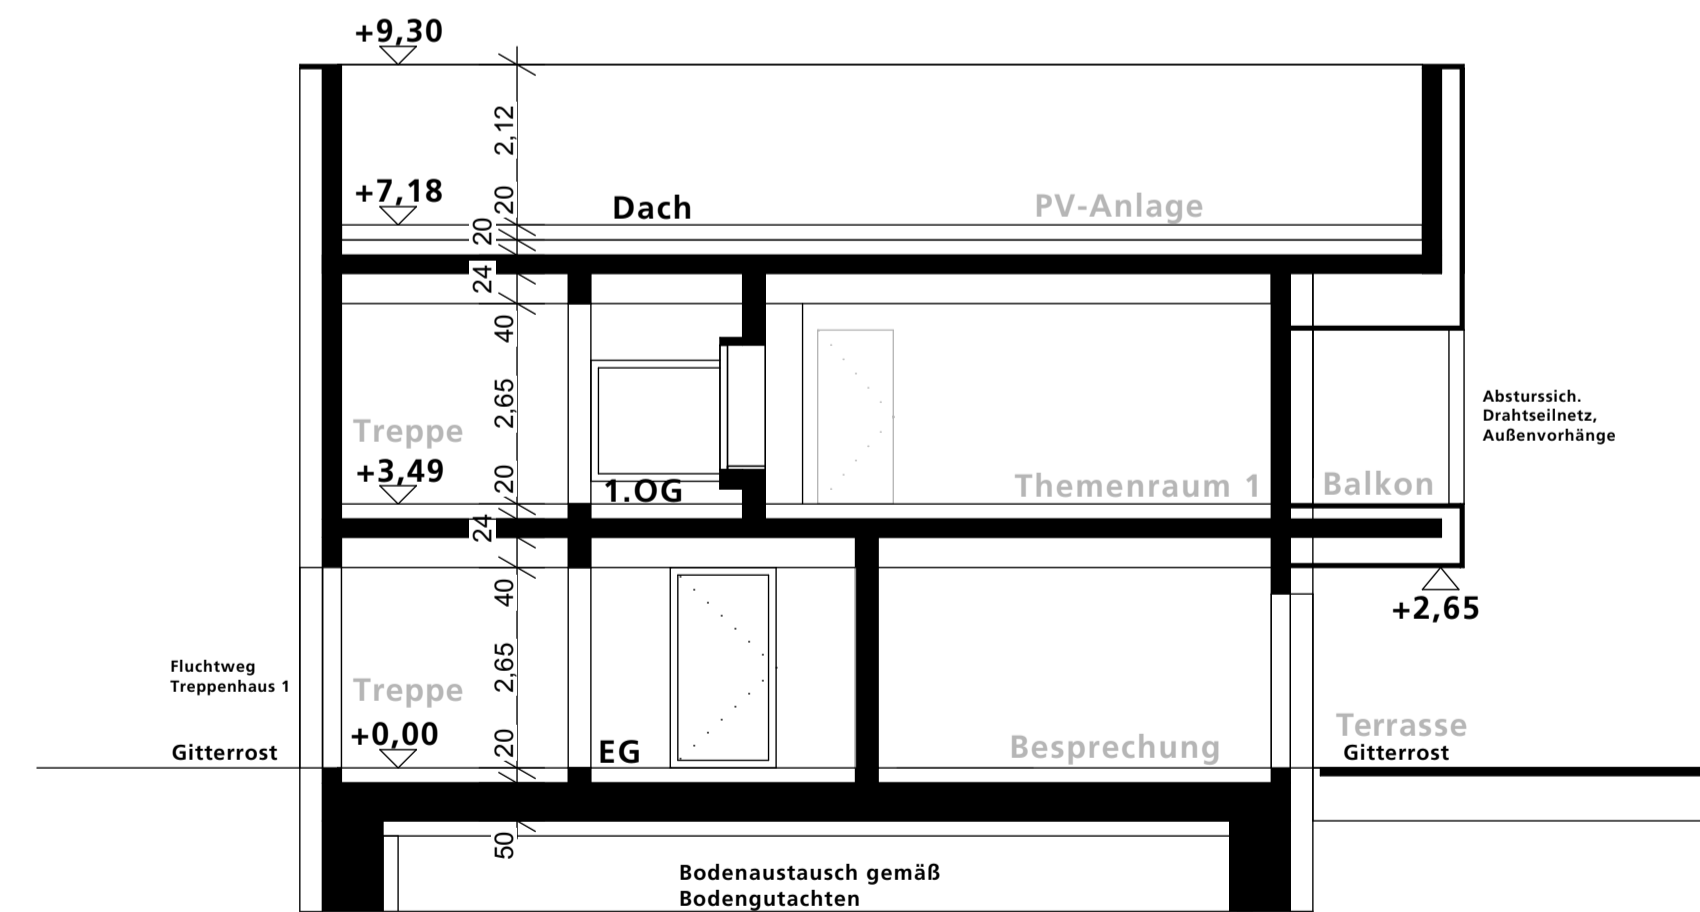 +9,30
2,12
+7,18
20
20
Dach
PV-Anlage
24
40
2,65
Treppe
+3,49
20
1.OG
Themenraum 1
Balkon
Absturssich.
Drahtseilnetz,
Außenvorhänge
24
40
+2,65
2,65
Fluchtweg
Treppenhaus 1
Treppe
+0,00
20
EG
Besprechung
Terrasse
Gitterrost
Gitterrost
50
Bodenaustausch gemäß
Bodengutachten